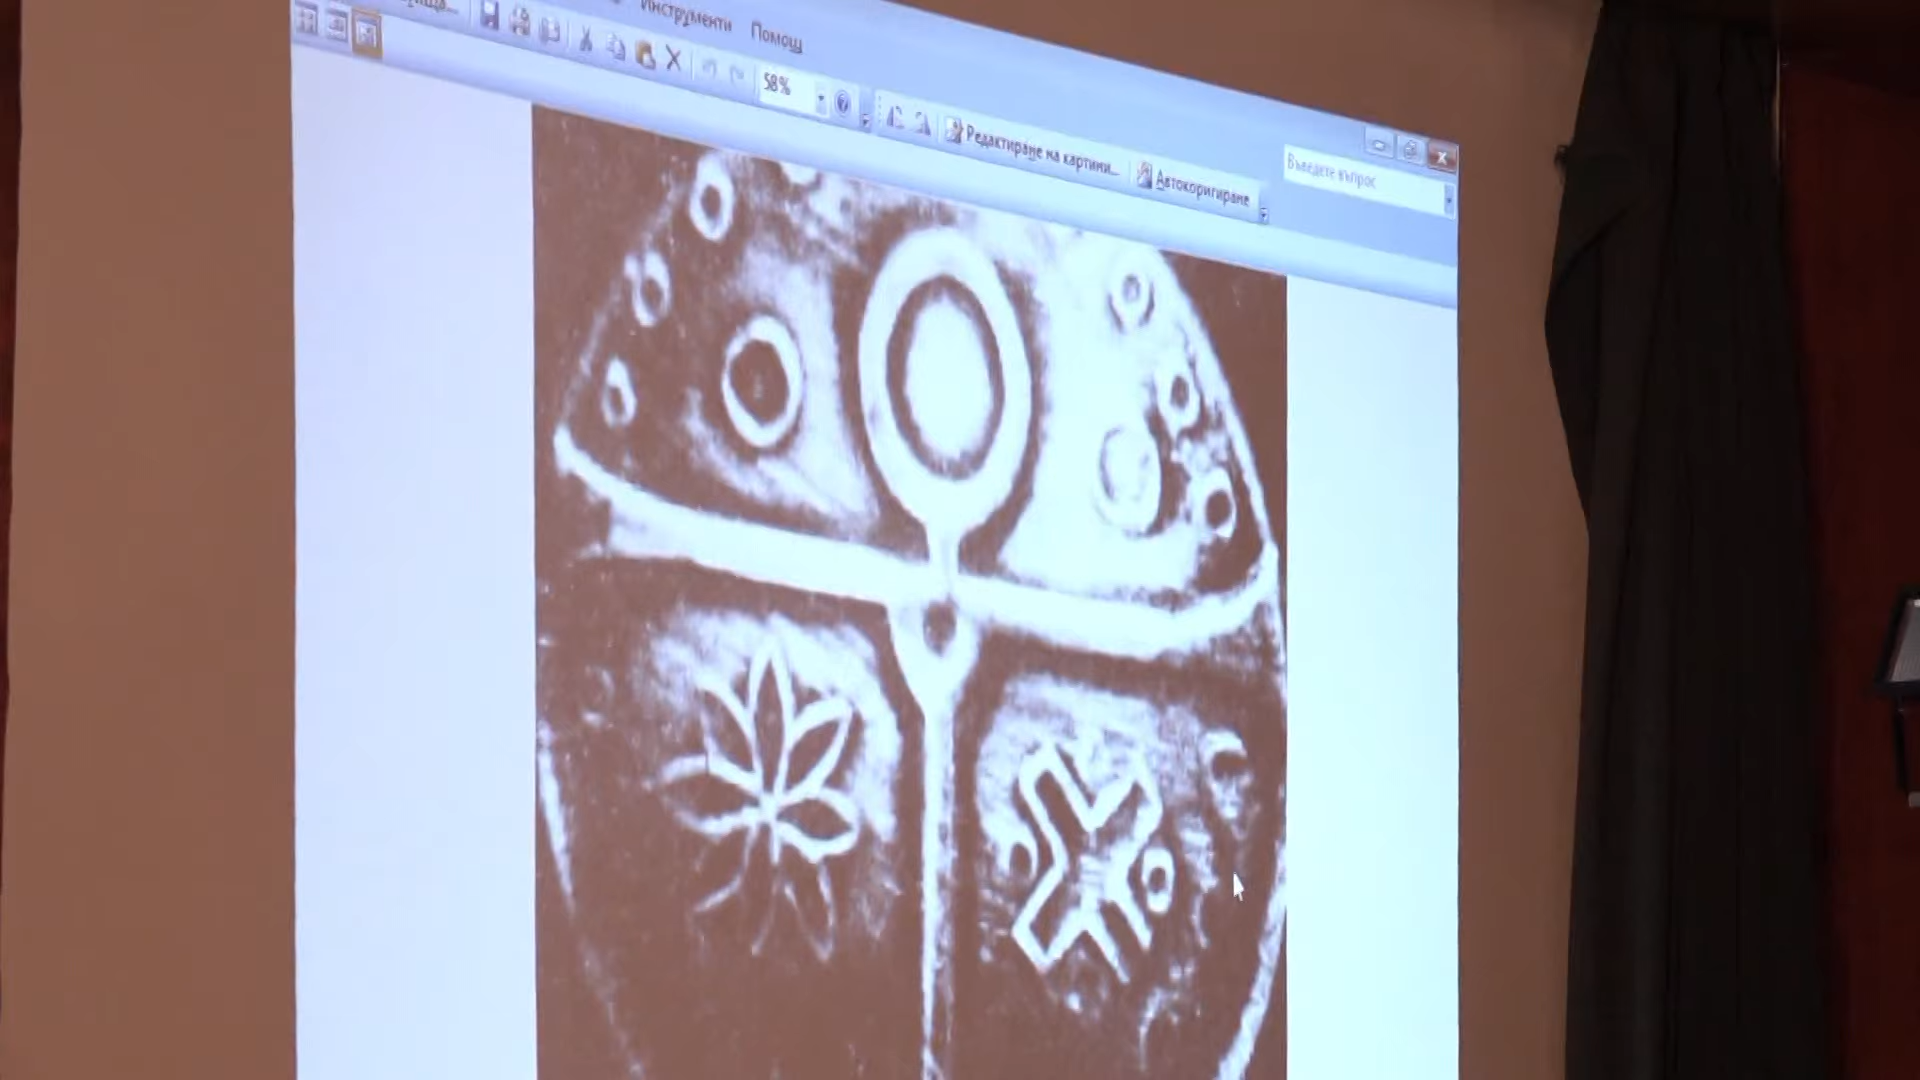 Инструменти Помощ
58%
Редактиране на картини... Автокоригиране
Въведете въпрос